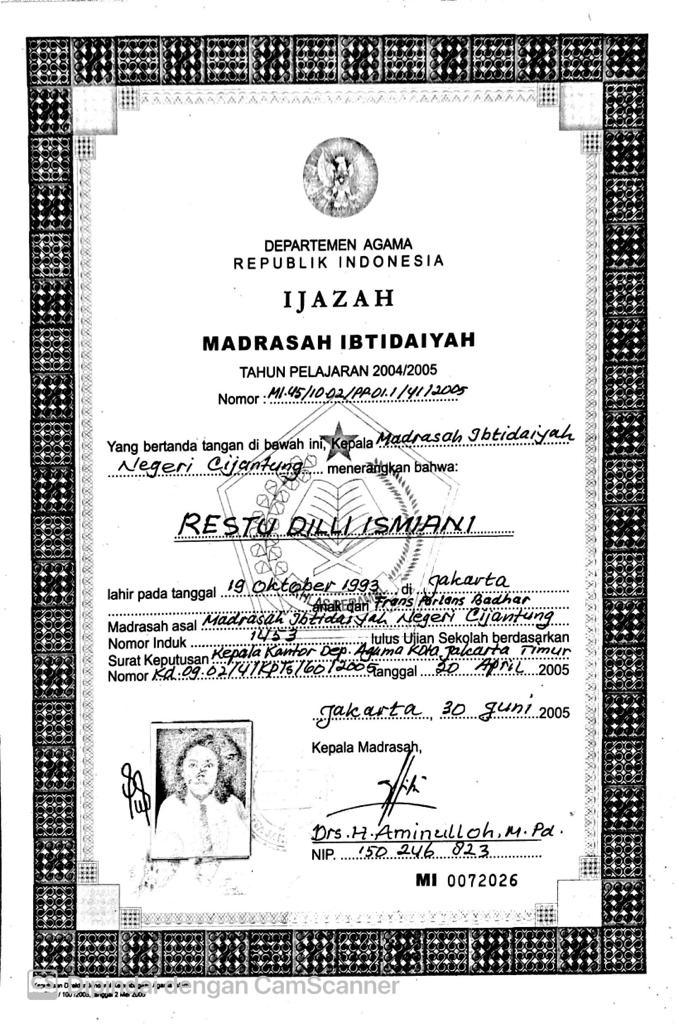 DEPARTEMEN AGAMA
REPUBLIK INDONESIA
IJAZAH
MADRASAH IBTIDAIYAH
TAHUN PELAJARAN 2004/2005
Nomor : MI.45/10.02/PP.01.1/41/2005
Yang bertanda tangan di bawah ini, Kepala Madrasah Ibtidaiyah
Negeri Cijantung menerangkan bahwa:
RESTU DILLI ISMIANI
lahir pada tanggal 19 Oktober 1993 di Jakarta
anak dari Frans Parlans Badhar
Madrasah asal Madrasah Ibtidaiyah Negeri Cijantung
Nomor Induk 1453 lulus Ujian Sekolah berdasarkan
Surat Keputusan Kepala Kantor Dep. Agama Kota Jakarta Timur
Nomor Kd.09.02/4/KPTS/60/2005 tanggal 20 April 2005
Jakarta, 30 Juni 2005
Kepala Madrasah,
Drs. H. Aminulloh, M.Pd.
NIP. 150 246 823
MI 0072026
dengan CamScanner